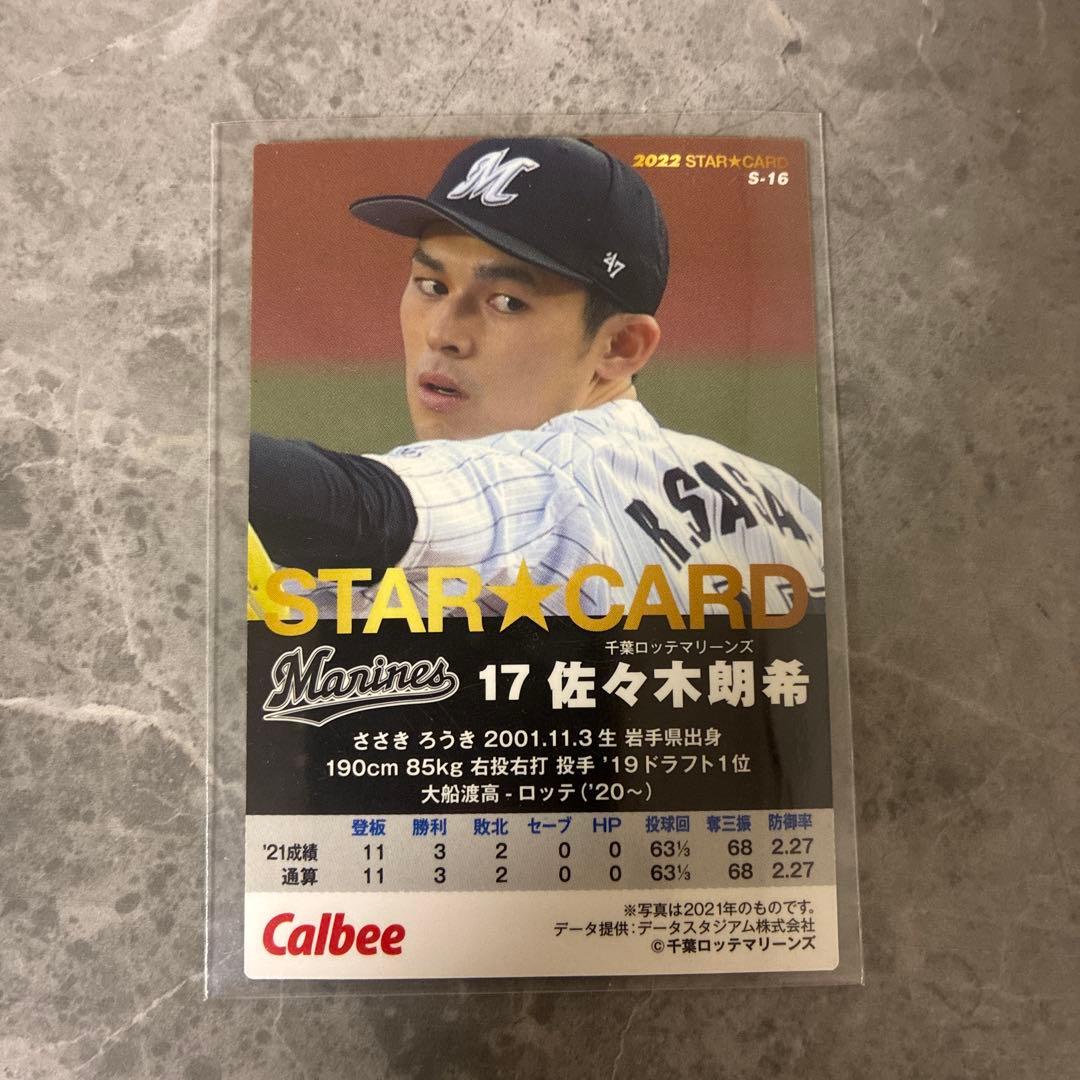 2022 STAR★CARD
S-16
M
'47
R.SASA
STAR★CARD
千葉ロッテマリーンズ
Marines 17 佐々木朗希
ささき ろうき 2001.11.3生 岩手県出身
190cm 85kg 右投右打 投手 '19ドラフト1位
大船渡高-ロッテ('20〜)
登板 勝利 敗北 セーブ HP 投球回 奪三振 防御率
'21成績 11 3 2 0 0 63⅓ 68 2.27
通算 11 3 2 0 0 63⅓ 68 2.27
Calbee
※写真は2021年のものです。
データ提供:データスタジアム株式会社
©千葉ロッテマリーンズ